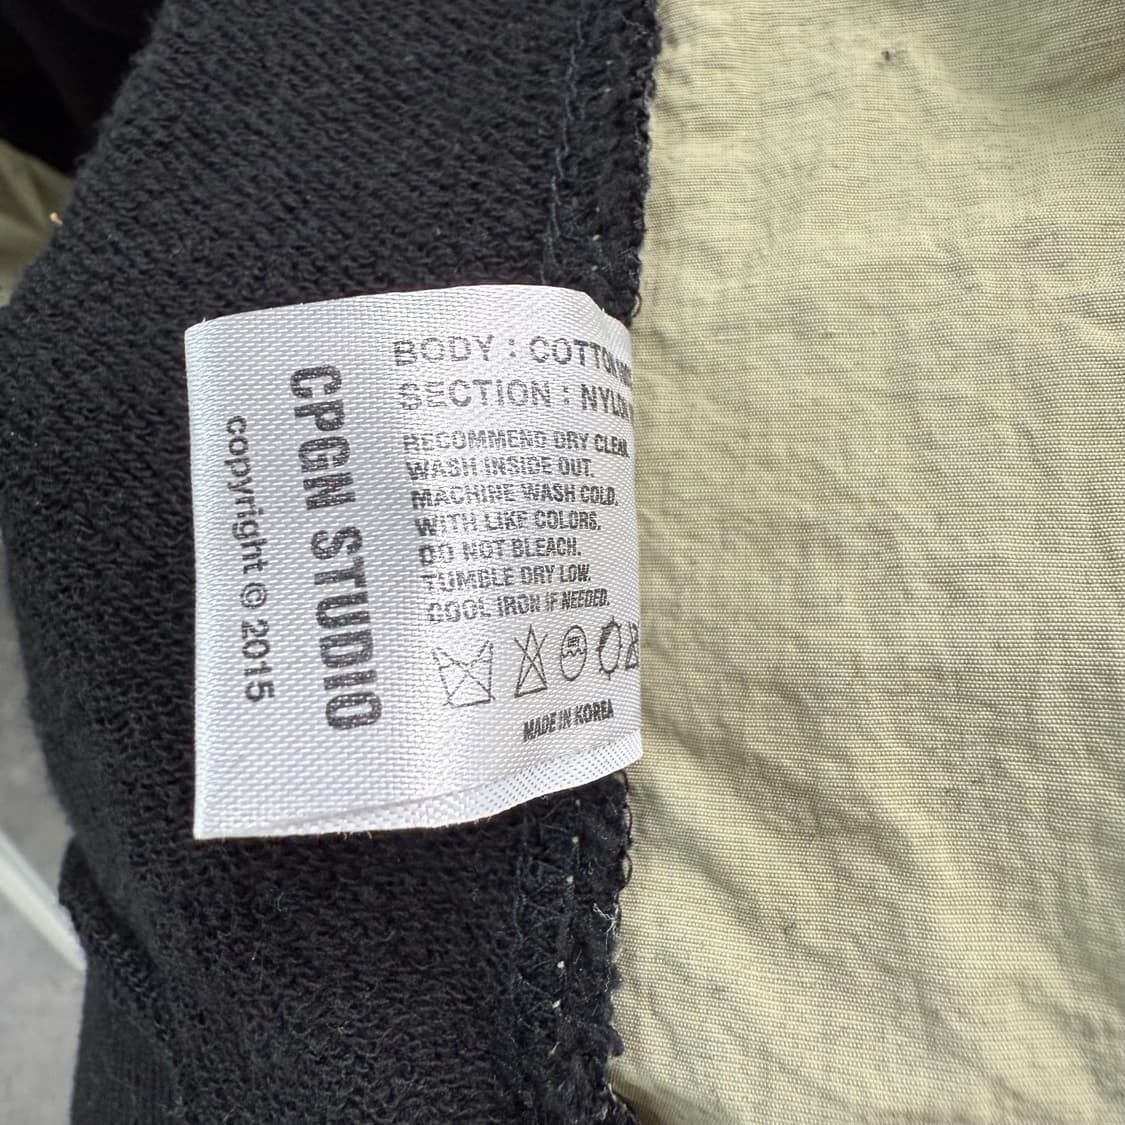 BODY : COTTON
SECTION : NYLON
RECOMMEND DRY CLEAN.
WASH INSIDE OUT.
MACHINE WASH COLD.
WITH LIKE COLORS.
DO NOT BLEACH.
TUMBLE DRY LOW.
COOL IRON IF NEEDED.
MADE IN KOREA
CPGN STUDIO
copyright © 2015